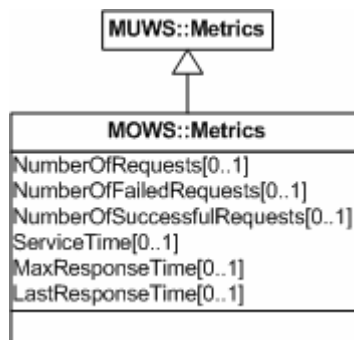 MUWS::Metrics
MOWS::Metrics
NumberOfRequests[0..1]
NumberOfFailedRequests[0..1]
NumberOfSuccessfulRequests[0..1]
ServiceTime[0..1]
MaxResponseTime[0..1]
LastResponseTime[0..1]